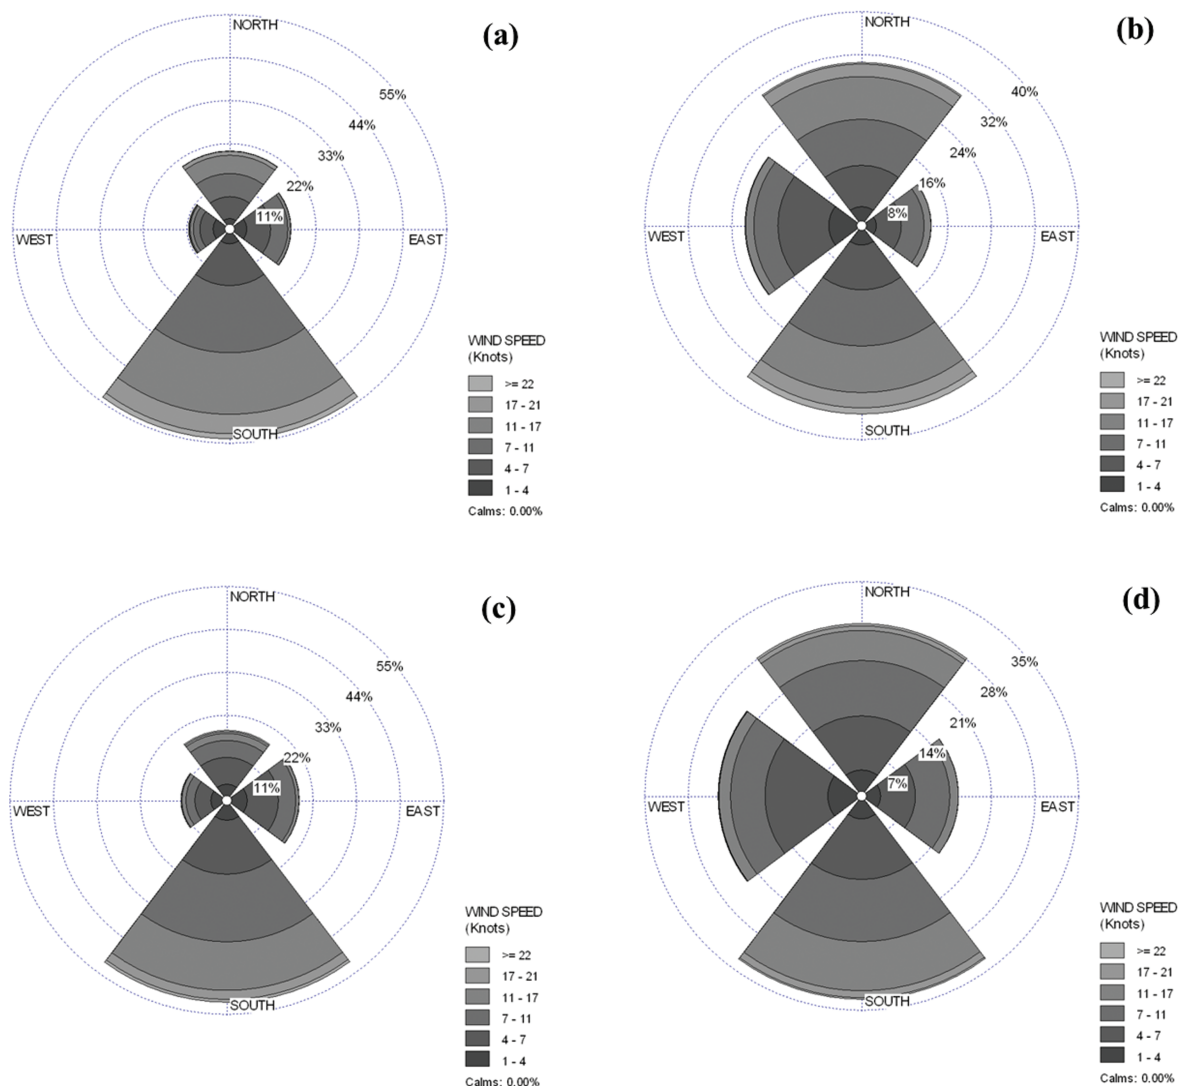 (a)
NORTH
55%
44%
33%
22%
11%
WEST
EAST
SOUTH
WIND SPEED
(Knots)
>= 22
17 - 21
11 - 17
7 - 11
4 - 7
1 - 4
Calms: 0.00%
(b)
NORTH
40%
32%
24%
16%
8%
WEST
EAST
SOUTH
WIND SPEED
(Knots)
>= 22
17 - 21
11 - 17
7 - 11
4 - 7
1 - 4
Calms: 0.00%
(c)
NORTH
55%
44%
33%
22%
11%
WEST
EAST
SOUTH
WIND SPEED
(Knots)
>= 22
17 - 21
11 - 17
7 - 11
4 - 7
1 - 4
Calms: 0.00%
(d)
NORTH
35%
28%
21%
14%
7%
WEST
EAST
SOUTH
WIND SPEED
(Knots)
>= 22
17 - 21
11 - 17
7 - 11
4 - 7
1 - 4
Calms: 0.00%